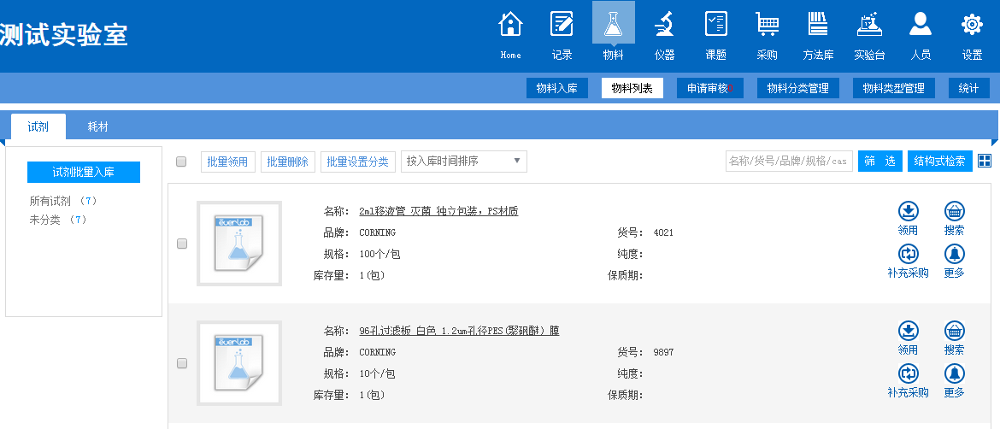 测试实验室
Home 记录 物料 仪器 课题 采购 方法库 实验台 人员 设置
物料入库 物料列表 申请审核0 物料分类管理 物料类型管理 统计
试剂 耗材
试剂批量入库
所有试剂 （7）
未分类 （7）
批量领用 批量删除 批量设置分类 按入库时间排序 名称/货号/品牌/规格/cas 筛 选 结构式检索
everlab
名称： 2ml移液管 灭菌 独立包装，PS材质
品牌： CORNING 货号： 4021
规格： 100个/包 纯度：
库存量： 1(包) 保质期：
领用 搜索
补充采购 更多
everlab
名称： 96孔过滤板 白色 1.2um孔径PES(聚砜醚）膜
品牌： CORNING 货号： 9897
规格： 10个/包 纯度：
库存量： 1(包) 保质期：
领用 搜索
补充采购 更多